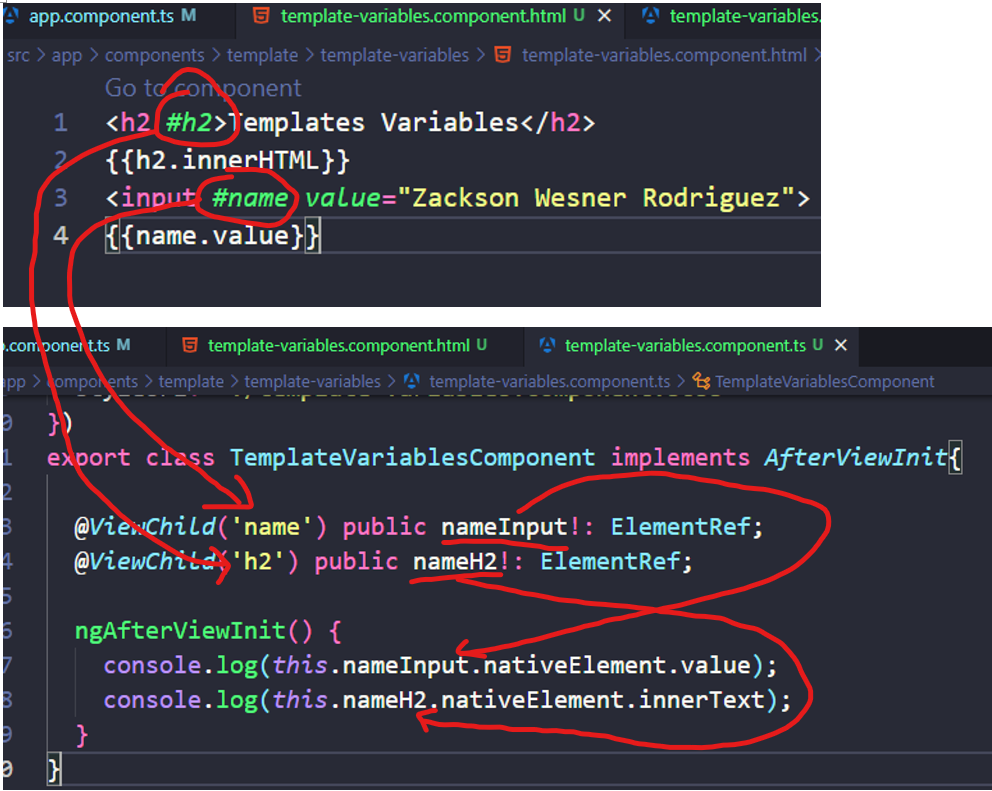 app.component.ts M template-variables.component.html U template-variables.
src > app > components > template > template-variables > template-variables.component.html >
Go to component
1 <h2 #h2>Templates Variables</h2>
2 {{h2.innerHTML}}
3 <input #name value="Zackson Wesner Rodriguez">
4 {{name.value}}
.component.ts M template-variables.component.html U template-variables.component.ts U
app > components > template > template-variables > template-variables.component.ts > TemplateVariablesComponent
0 })
1 export class TemplateVariablesComponent implements AfterViewInit{
2
3 @ViewChild('name') public nameInput!: ElementRef;
4 @ViewChild('h2') public nameH2!: ElementRef;
5
6 ngAfterViewInit() {
7 console.log(this.nameInput.nativeElement.value);
8 console.log(this.nameH2.nativeElement.innerText);
9 }
0 }